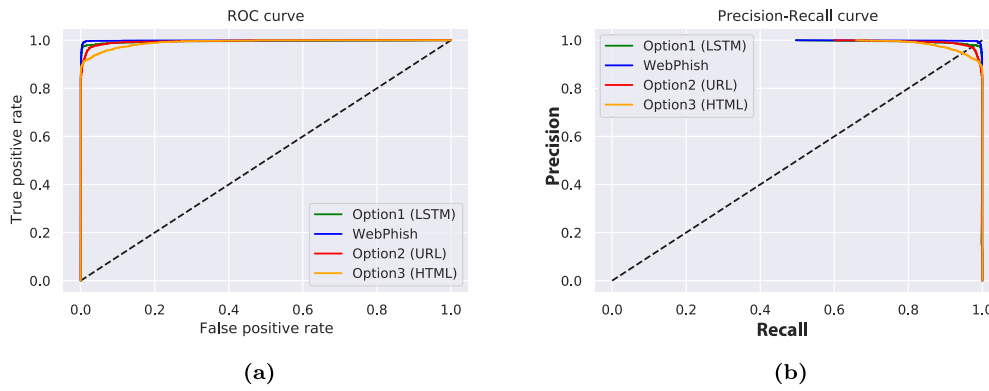 ROC curve
True positive rate
1.0
0.8
0.6
0.4
0.2
0.0
Option1 (LSTM)
WebPhish
Option2 (URL)
Option3 (HTML)
0.0 0.2 0.4 0.6 0.8 1.0
False positive rate
(a)
Precision-Recall curve
Precision
1.0
0.8
0.6
0.4
0.2
0.0
Option1 (LSTM)
WebPhish
Option2 (URL)
Option3 (HTML)
0.0 0.2 0.4 0.6 0.8 1.0
Recall
(b)